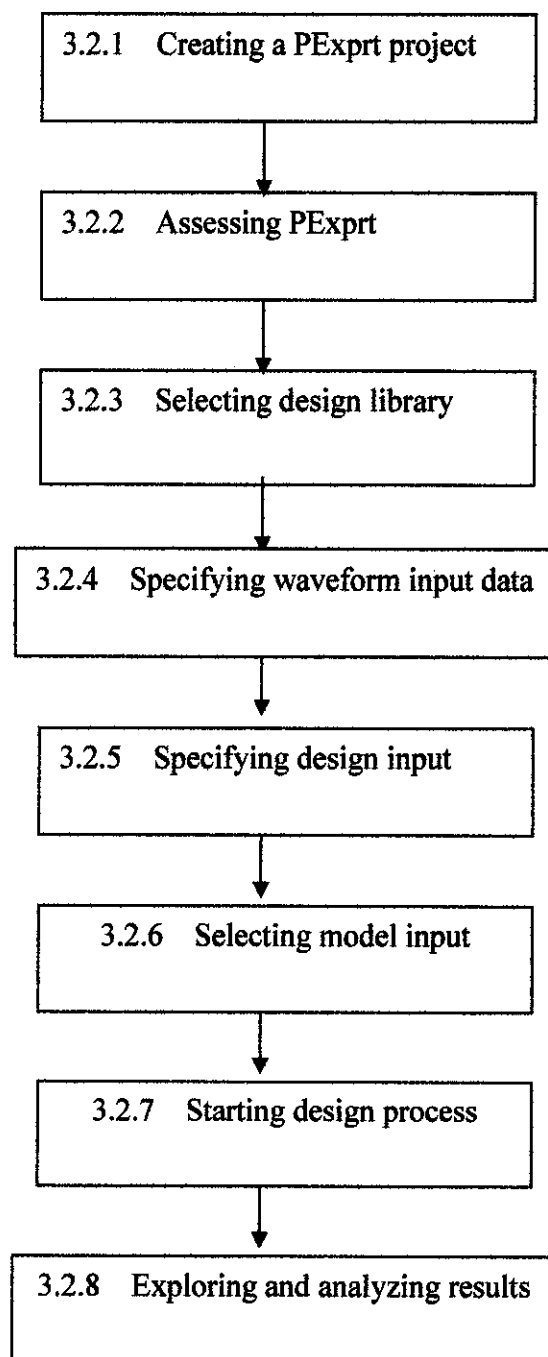 3.2.1 Creating a PExprt project
3.2.2 Assessing PExprt
3.2.3 Selecting design library
3.2.4 Specifying waveform input data
3.2.5 Specifying design input
3.2.6 Selecting model input
3.2.7 Starting design process
3.2.8 Exploring and analyzing results